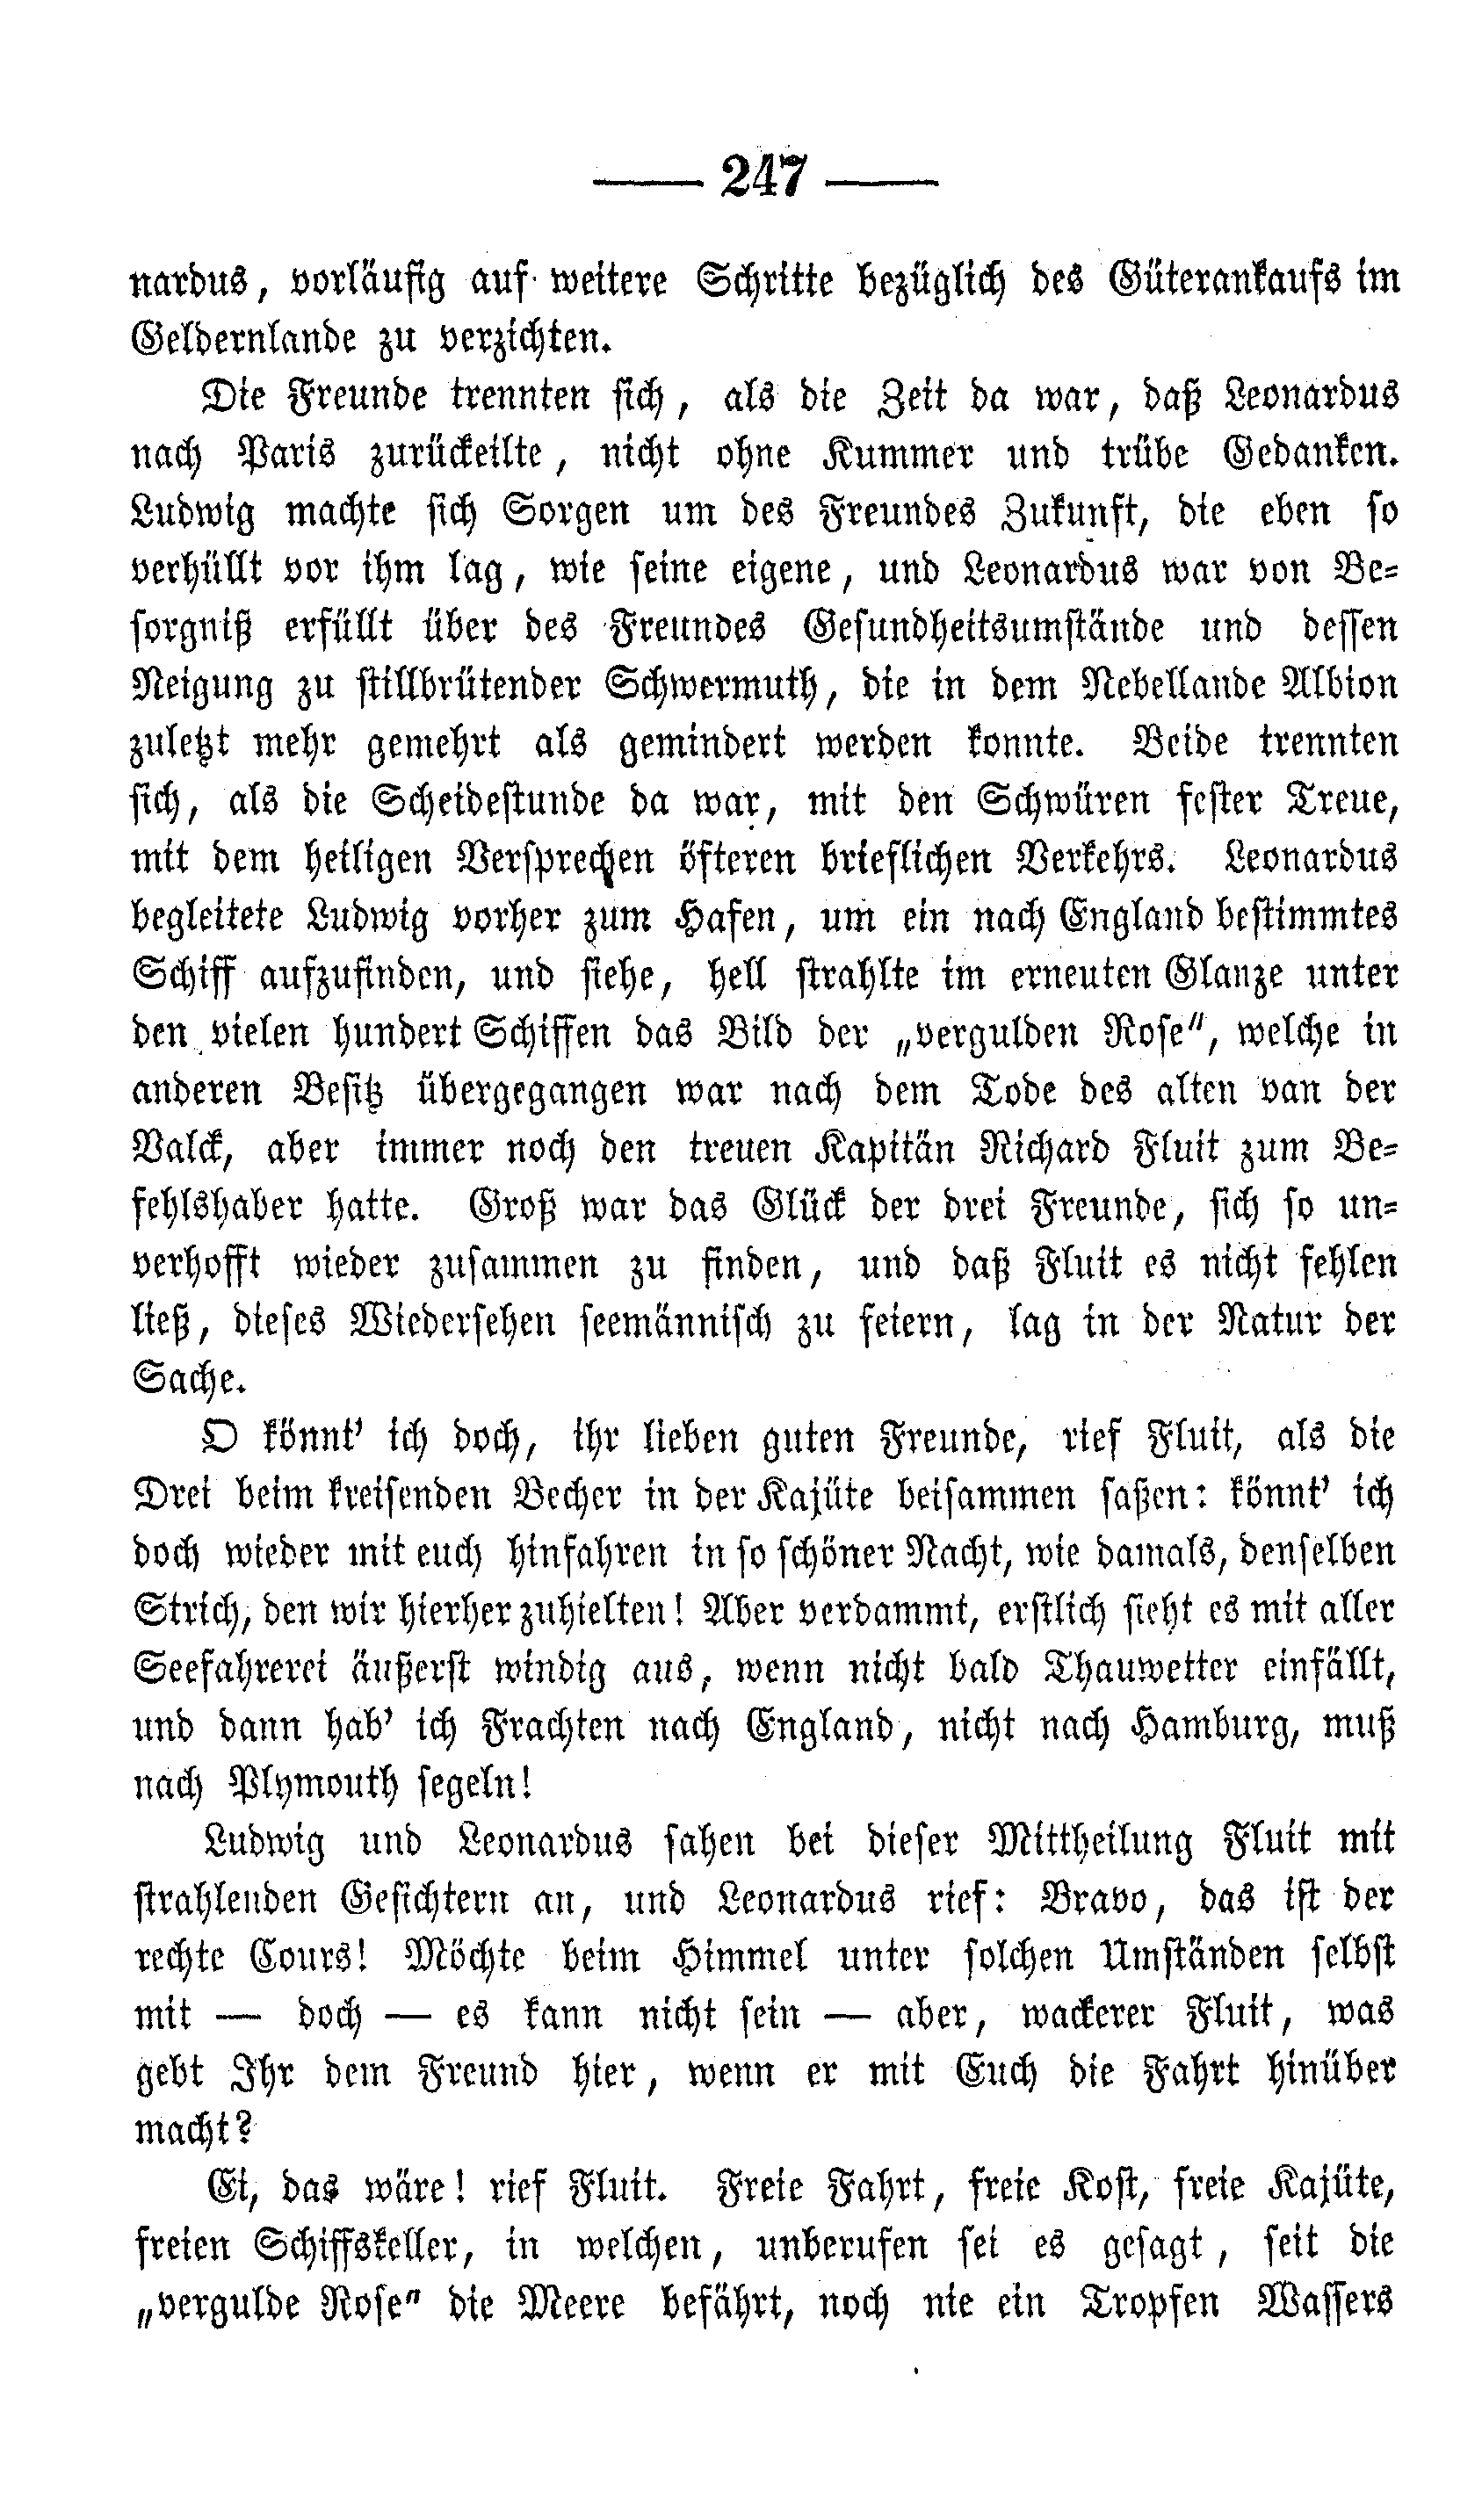 — 247 —
nardus, vorläufig auf weitere Schritte bezüglich des Güterankaufs im
Geldernlande zu verzichten.
Die Freunde trennten sich, als die Zeit da war, daß Leonardus
nach Paris zurückeilte, nicht ohne Kummer und trübe Gedanken.
Ludwig machte sich Sorgen um des Freundes Zukunft, die eben so
verhüllt vor ihm lag, wie seine eigene, und Leonardus war von Be-
sorgniß erfüllt über des Freundes Gesundheitsumstände und dessen
Neigung zu stillbrütender Schwermuth, die in dem Nebellande Albion
zuletzt mehr gemehrt als gemindert werden konnte. Beide trennten
sich, als die Scheidestunde da war, mit den Schwüren fester Treue,
mit dem heiligen Versprechen öfteren brieflichen Verkehrs. Leonardus
begleitete Ludwig vorher zum Hafen, um ein nach England bestimmtes
Schiff aufzufinden, und siehe, hell strahlte im erneuten Glanze unter
den vielen hundert Schiffen das Bild der „vergulden Rose“, welche in
anderen Besitz übergegangen war nach dem Tode des alten van der
Valck, aber immer noch den treuen Kapitän Richard Fluit zum Be-
fehlshaber hatte. Groß war das Glück der drei Freunde, sich so un-
verhofft wieder zusammen zu finden, und daß Fluit es nicht fehlen
ließ, dieses Wiedersehen seemännisch zu feiern, lag in der Natur der
Sache.
O könnt’ ich doch, ihr lieben guten Freunde, rief Fluit, als die
Drei beim kreisenden Becher in der Kajüte beisammen saßen: könnt’ ich
doch wieder mit euch hinfahren in so schöner Nacht, wie damals, denselben
Strich, den wir hierher zuhielten! Aber verdammt, erstlich sieht es mit aller
Seefahrerei äußerst windig aus, wenn nicht bald Thauwetter einfällt,
und dann hab’ ich Frachten nach England, nicht nach Hamburg, muß
nach Plymouth segeln!
Ludwig und Leonardus sahen bei dieser Mittheilung Fluit mit
strahlenden Gesichtern an, und Leonardus rief: Bravo, das ist der
rechte Cours! Möchte beim Himmel unter solchen Umständen selbst
mit — doch — es kann nicht sein — aber, wackerer Fluit, was
gebt Ihr dem Freund hier, wenn er mit Euch die Fahrt hinüber
macht?
Ei, das wäre! rief Fluit. Freie Fahrt, freie Kost, freie Kajüte,
freien Schiffskeller, in welchen, unberufen sei es gesagt, seit die
„vergulde Rose“ die Meere befährt, noch nie ein Tropfen Wassers